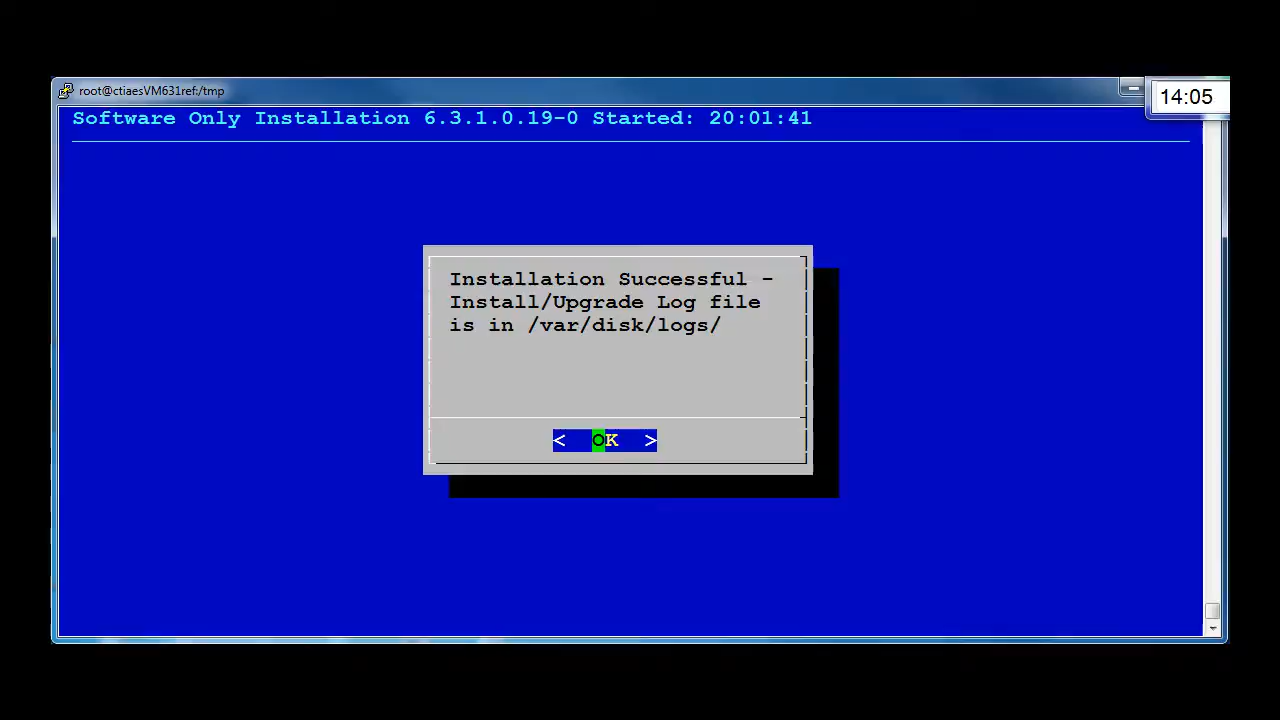 root@ctiaesVM631ref:/tmp
14:05
Software Only Installation 6.3.1.0.19-0 Started: 20:01:41
Installation Successful -
Install/Upgrade Log file
is in /var/disk/logs/
< OK >